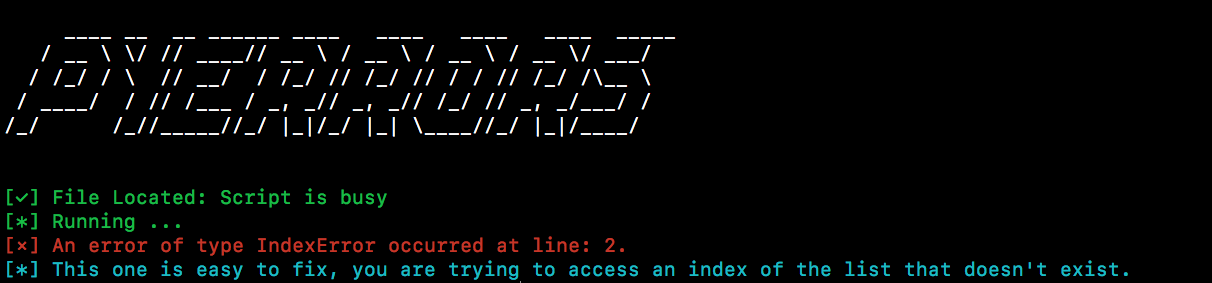 PYERRORS
[✓] File Located: Script is busy
[*] Running ...
[×] An error of type IndexError occurred at line: 2.
[*] This one is easy to fix, you are trying to access an index of the list that doesn't exist.